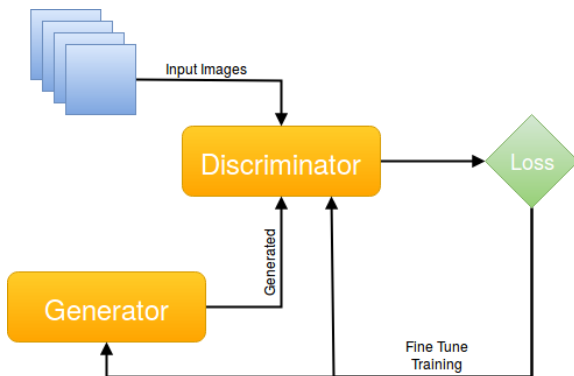 Input Images
Discriminator
Loss
Generated
Generator
Fine Tune
Training